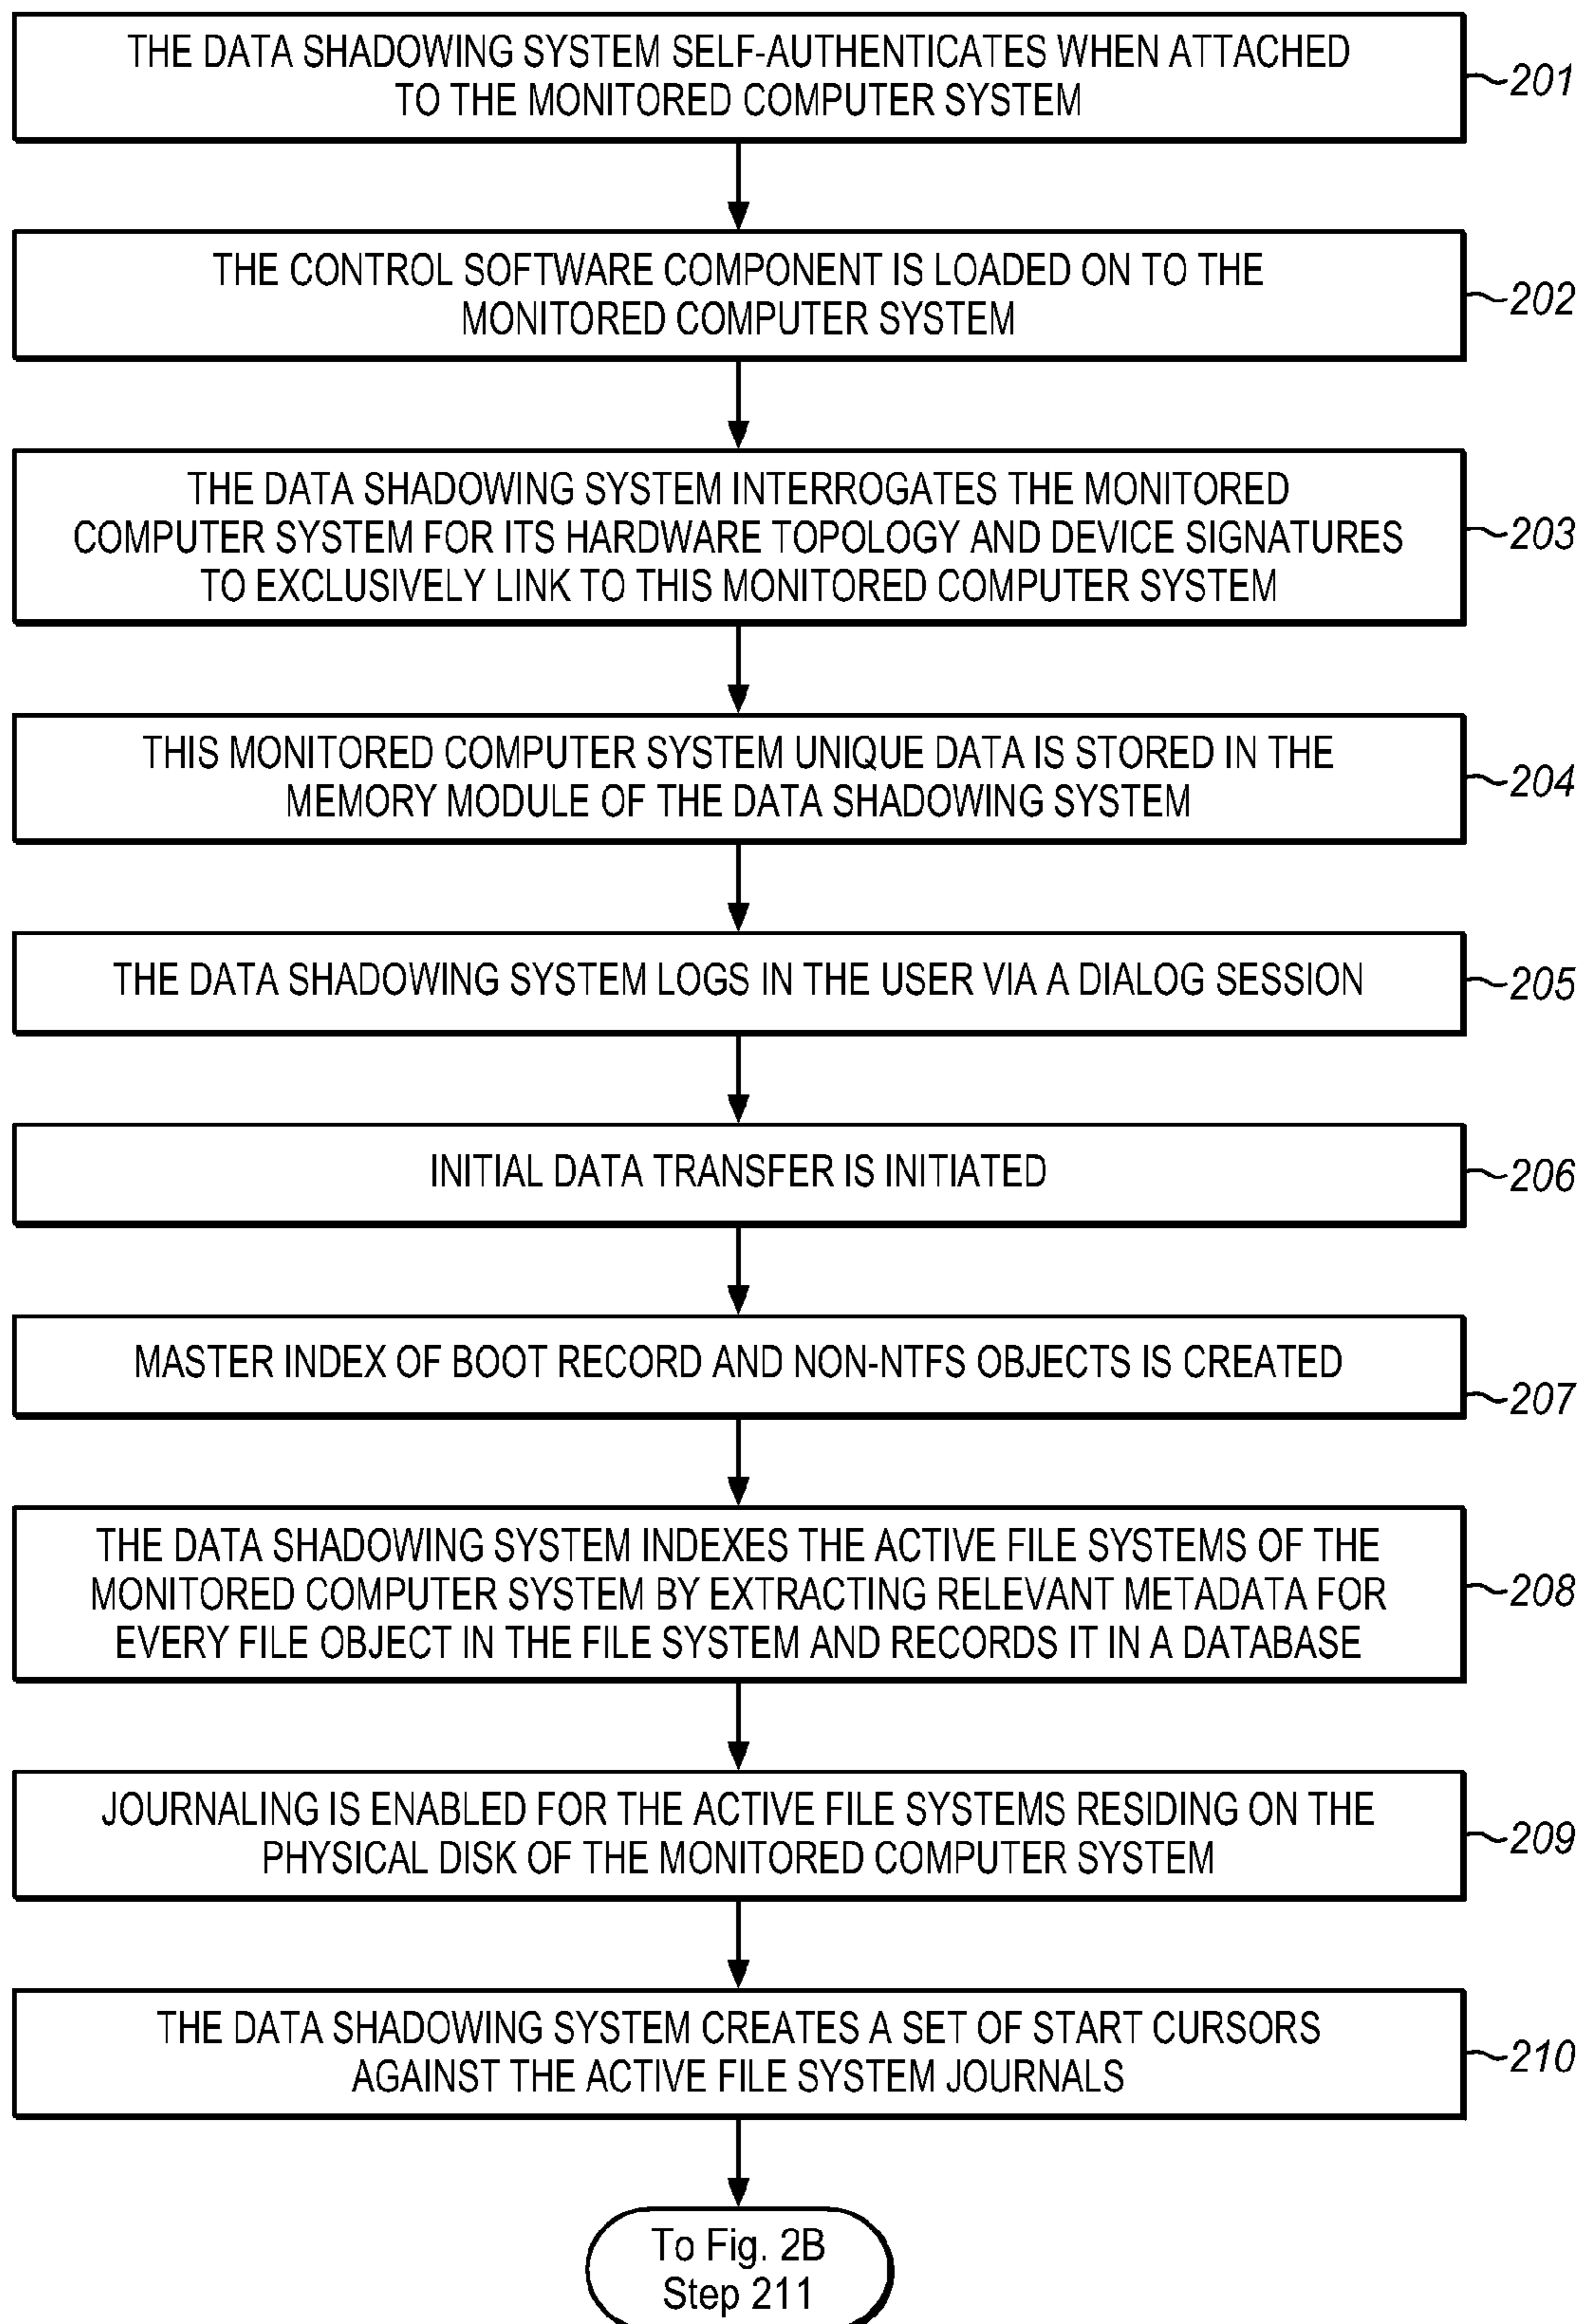 THE DATA SHADOWING SYSTEM SELF-AUTHENTICATES WHEN ATTACHED
TO THE MONITORED COMPUTER SYSTEM
201
THE CONTROL SOFTWARE COMPONENT IS LOADED ON TO THE
MONITORED COMPUTER SYSTEM
202
THE DATA SHADOWING SYSTEM INTERROGATES THE MONITORED
COMPUTER SYSTEM FOR ITS HARDWARE TOPOLOGY AND DEVICE SIGNATURES
TO EXCLUSIVELY LINK TO THIS MONITORED COMPUTER SYSTEM
203
THIS MONITORED COMPUTER SYSTEM UNIQUE DATA IS STORED IN THE
MEMORY MODULE OF THE DATA SHADOWING SYSTEM
204
THE DATA SHADOWING SYSTEM LOGS IN THE USER VIA A DIALOG SESSION
205
INITIAL DATA TRANSFER IS INITIATED
206
MASTER INDEX OF BOOT RECORD AND NON-NTFS OBJECTS IS CREATED
207
THE DATA SHADOWING SYSTEM INDEXES THE ACTIVE FILE SYSTEMS OF THE
MONITORED COMPUTER SYSTEM BY EXTRACTING RELEVANT METADATA FOR
EVERY FILE OBJECT IN THE FILE SYSTEM AND RECORDS IT IN A DATABASE
208
JOURNALING IS ENABLED FOR THE ACTIVE FILE SYSTEMS RESIDING ON THE
PHYSICAL DISK OF THE MONITORED COMPUTER SYSTEM
209
THE DATA SHADOWING SYSTEM CREATES A SET OF START CURSORS
AGAINST THE ACTIVE FILE SYSTEM JOURNALS
210
To Fig. 2B
Step 211